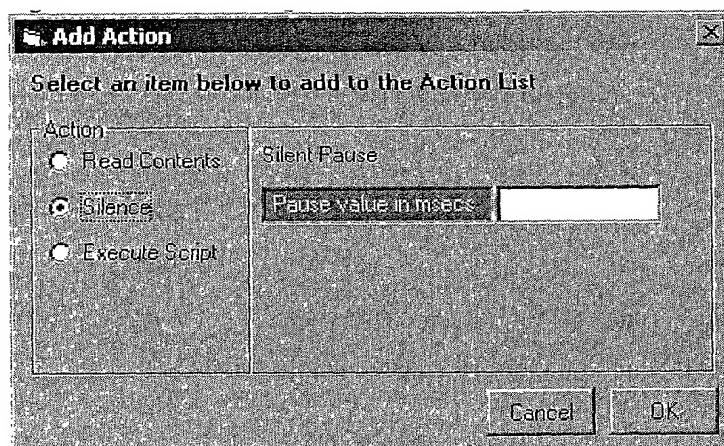 Add Action
Select an item below to add to the Action List
Action
Read Contents
Silence
Execute Script
Silent Pause
Pause value in msecs
Cancel
OK